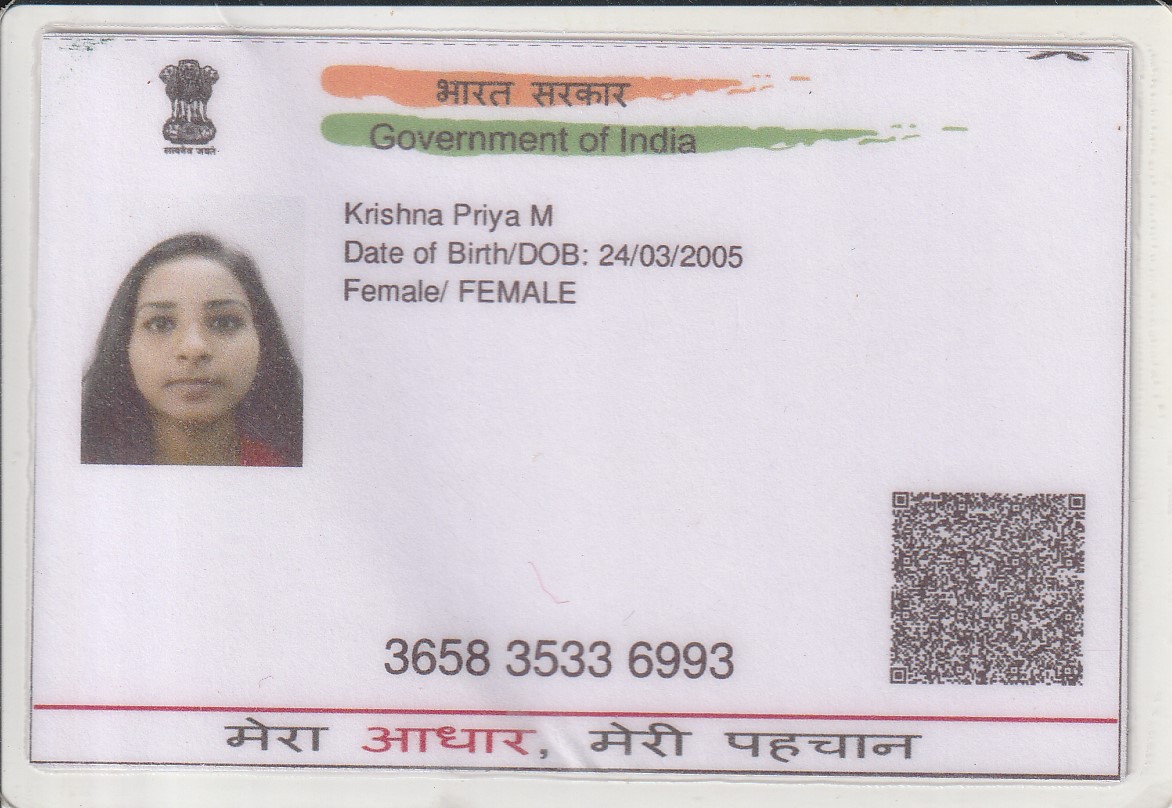 भारत सरकार
Government of India
सत्यमेव जयते
Krishna Priya M
Date of Birth/DOB: 24/03/2005
Female/ FEMALE
3658 3533 6993
मेरा आधार, मेरी पहचान